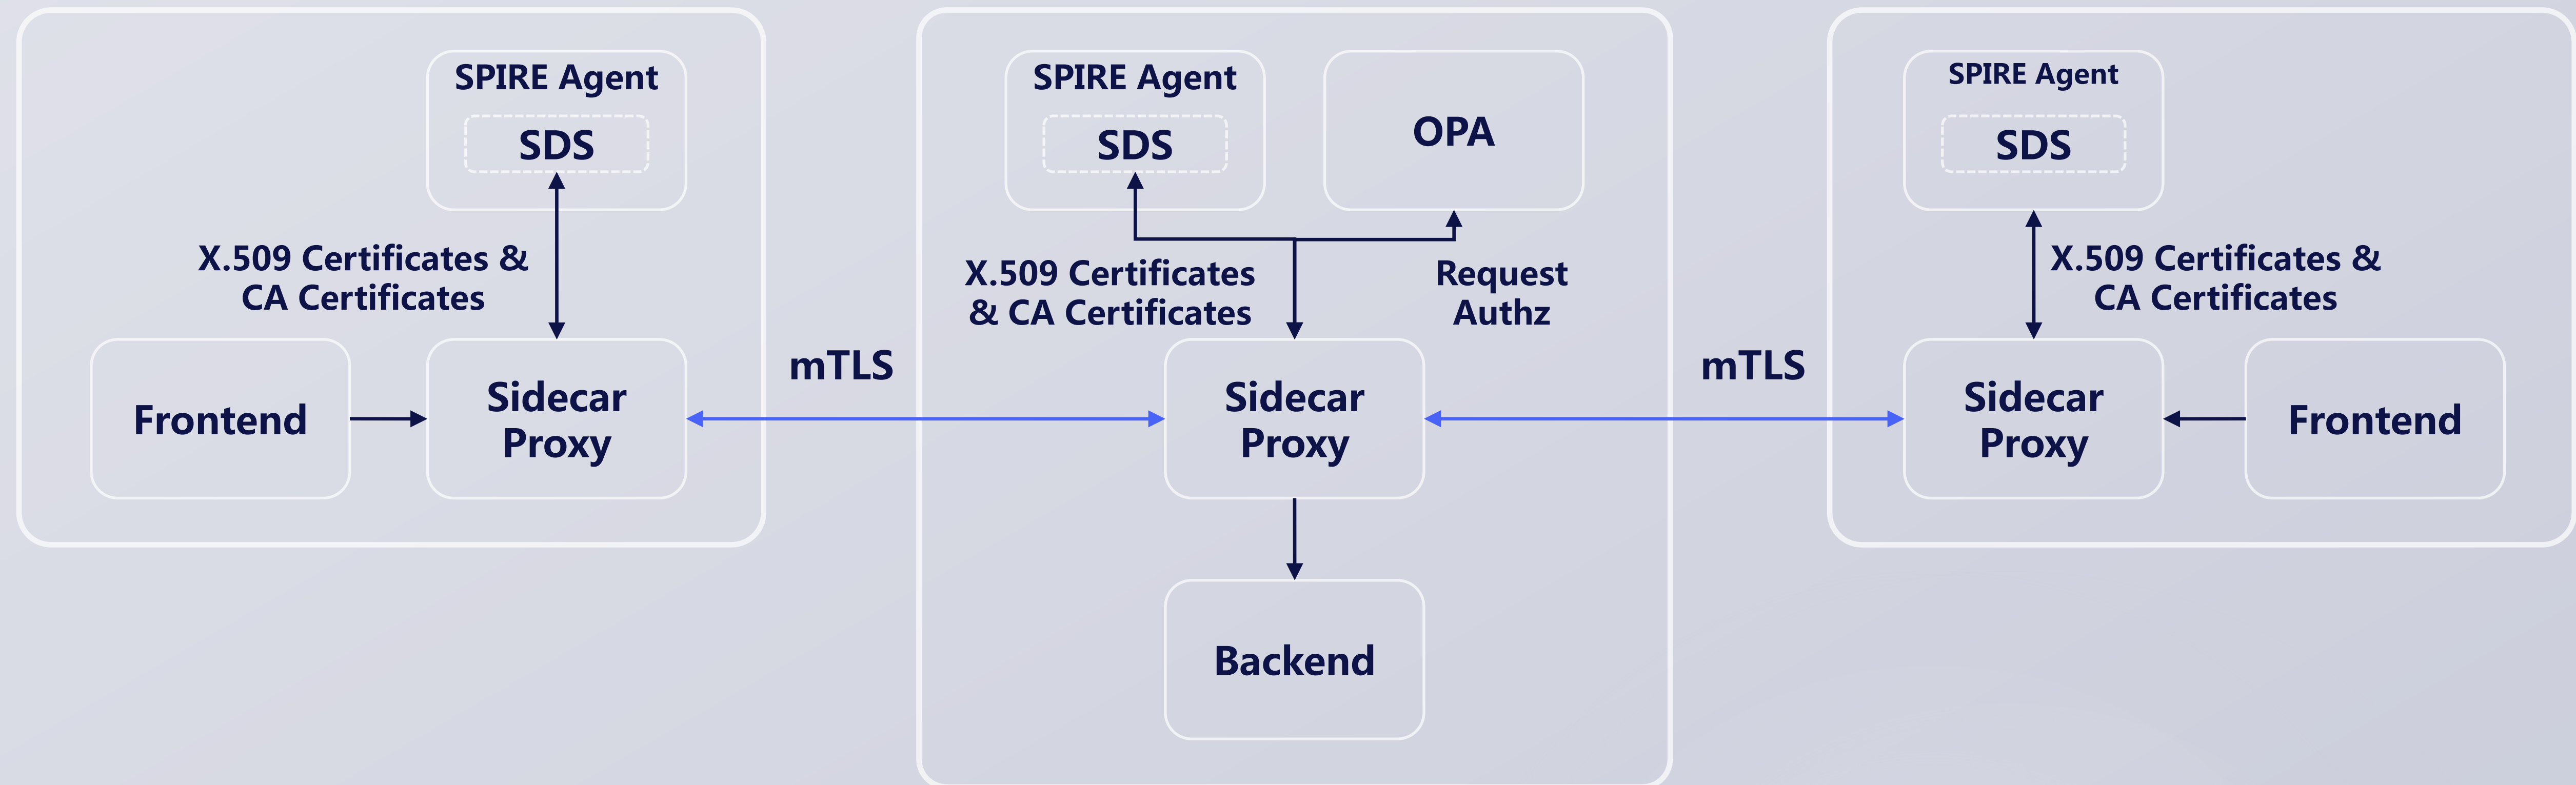 SPIRE Agent
SDS
X.509 Certificates &
CA Certificates
Frontend
Sidecar
Proxy
mTLS
SPIRE Agent
SDS
OPA
X.509 Certificates
& CA Certificates
Request
Authz
Sidecar
Proxy
Backend
mTLS
SPIRE Agent
SDS
X.509 Certificates &
CA Certificates
Sidecar
Proxy
Frontend